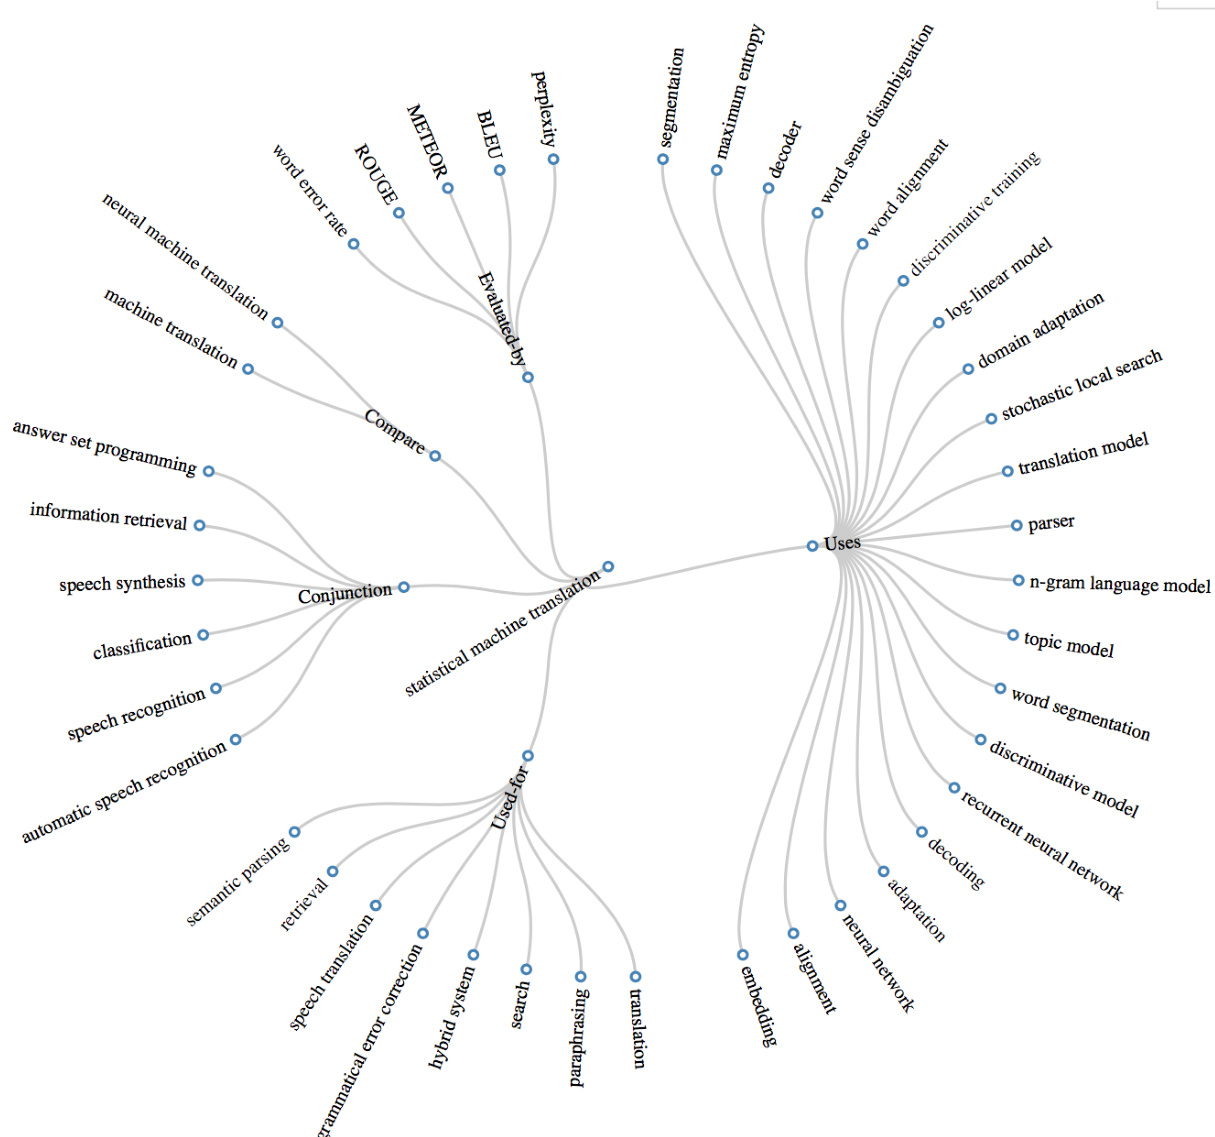 statistical machine translation
Evaluated-by
word error rate
ROUGE
METEOR
BLEU
perplexity
Compare
neural machine translation
machine translation
Conjunction
answer set programming
information retrieval
speech synthesis
classification
speech recognition
automatic speech recognition
Used-for
semantic parsing
retrieval
speech translation
grammatical error correction
hybrid system
search
paraphrasing
translation
Uses
segmentation
maximum entropy
decoder
word sense disambiguation
word alignment
discriminative training
log-linear model
domain adaptation
stochastic local search
translation model
parser
n-gram language model
topic model
word segmentation
discriminative model
recurrent neural network
decoding
adaptation
neural network
alignment
embedding